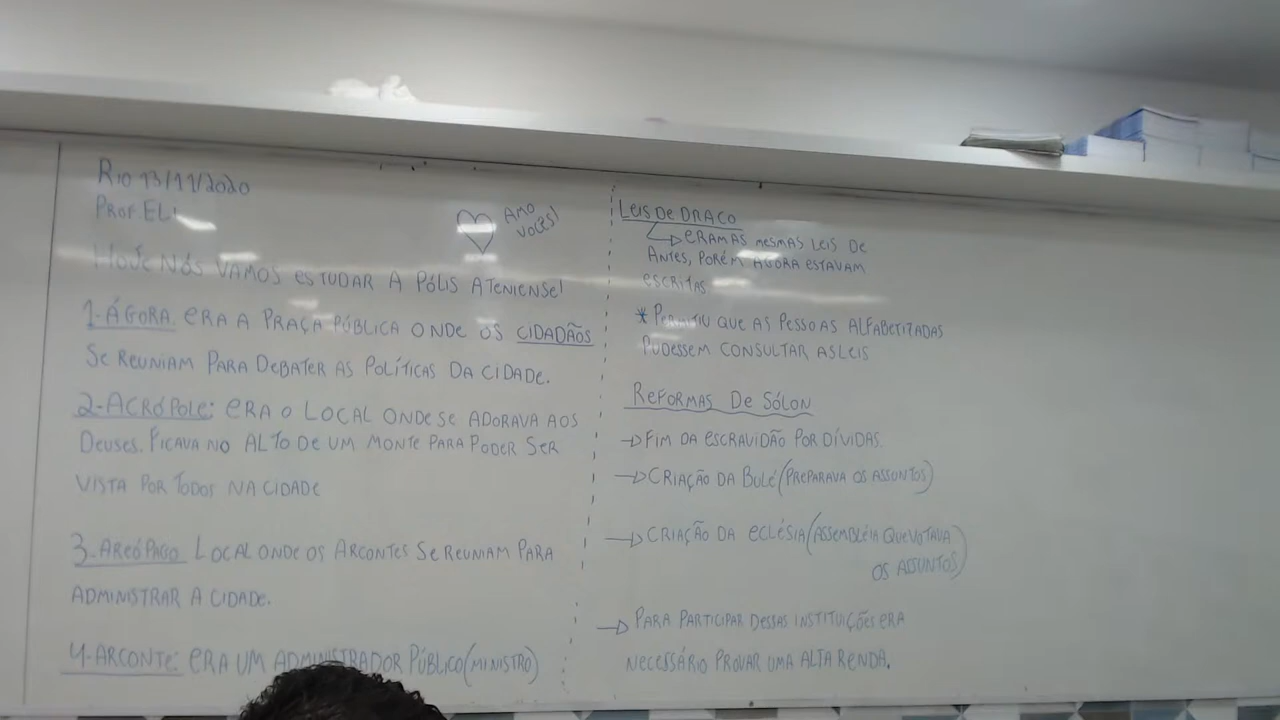 Rio 13/11/2020
Prof ELI
AMO
VOCÊS!
HOJE NÓS VAMOS ESTUDAR A PÓLIS ATENIENSE!
1-ÁGORA ERA A PRAÇA PÚBLICA ONDE OS CIDADÃOS
SE REUNIAM PARA DEBATER AS POLÍTICAS DA CIDADE.
2-ACRÓPOLE: ERA O LOCAL ONDE SE ADORAVA AOS
DEUSES. FICAVA NO ALTO DE UM MONTE PARA PODER SER
VISTA POR TODOS NA CIDADE
3-AREÓPAGO LOCAL ONDE OS ARCONTES SE REUNIAM PARA
ADMINISTRAR A CIDADE.
4-ARCONTE: ERA UM ADMINISTRADOR PÚBLICO (MINISTRO)
LEIS DE DRACO
→ ERAM AS MESMAS LEIS DE
ANTES, PORÉM AGORA ESTAVAM
ESCRITAS
* PERMITIU QUE AS PESSOAS ALFABETIZADAS
PUDESSEM CONSULTAR AS LEIS
REFORMAS DE SÓLON
→ FIM DA ESCRAVIDÃO POR DÍVIDAS.
→ CRIAÇÃO DA BULÉ (PREPARAVA OS ASSUNTOS)
→ CRIAÇÃO DA ECLÉSIA (ASSEMBLÉIA QUE VOTAVA
OS ASSUNTOS)
→ PARA PARTICIPAR DESSAS INSTITUIÇÕES ERA
NECESSÁRIO PROVAR UMA ALTA RENDA.